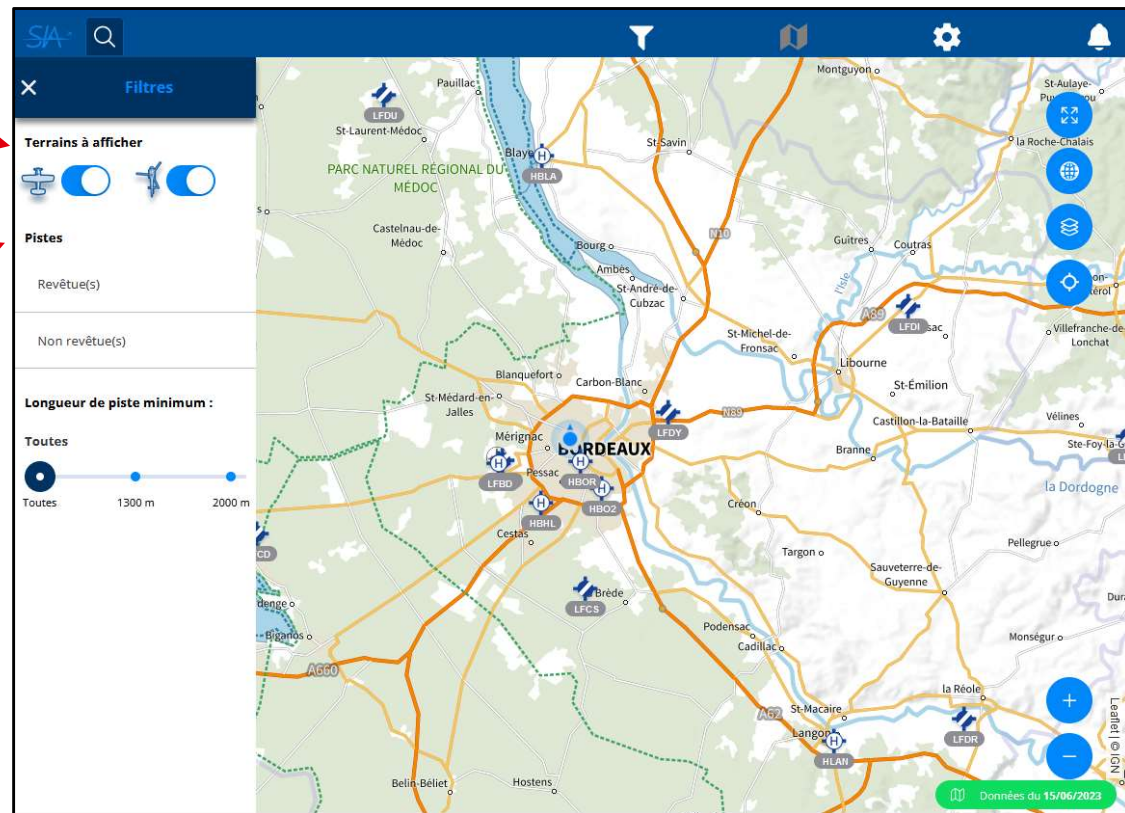 SIA
Filtres
Terrains à afficher
Pistes
Revêtue(s)
Non revêtue(s)
Longueur de piste minimum :
Toutes
Toutes 1300 m 2000 m
Pauillac
LFDU
St-Laurent-Médoc
Blaye
HBLA
PARC NATUREL RÉGIONAL DU
MÉDOC
Castelnau-de-
Médoc
St-Savin
Montguyon
St-Aulaye-
la Roche-Chalais
N10
Bourg
Ambès
St-André-de-
Cubzac
Guîtres
Coutras
l'Isle
A89
LFDI
St-Michel-de-
Fronsac
Libourne
Villefranche-de-
Lonchat
Blanquefort
Carbon-Blanc
St-Médard-en-
Jalles
St-Émilion
N89
LFDY
Castillon-la-Bataille
Vélines
Mérignac
BORDEAUX
LFBD
Pessac
HBOR
HBO2
HBHL
Cestas
Branne
Ste-Foy-la-G
la Dordogne
Créon
Targon
Pellegrue
CD
Sauveterre-de-
Guyenne
LFCS
Brède
Dura
denge
Biganos
A660
Podensac
Cadillac
Monségur
la Réole
LFDR
A62
St-Macaire
Langon
HLAN
Belin-Béliet
Hostens
+
−
Leaflet | © IGN
Données du 15/06/2023